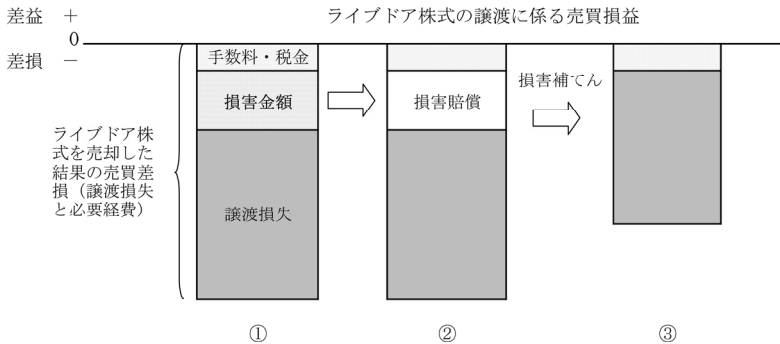 差益 +
ライブドア株式の譲渡に係る売買損益
0
差損 −
手数料・税金
損害金額
譲渡損失
ライブドア株
式を売却した
結果の売買差
損（譲渡損失
と必要経費）
損害賠償
損害補てん
①
②
③